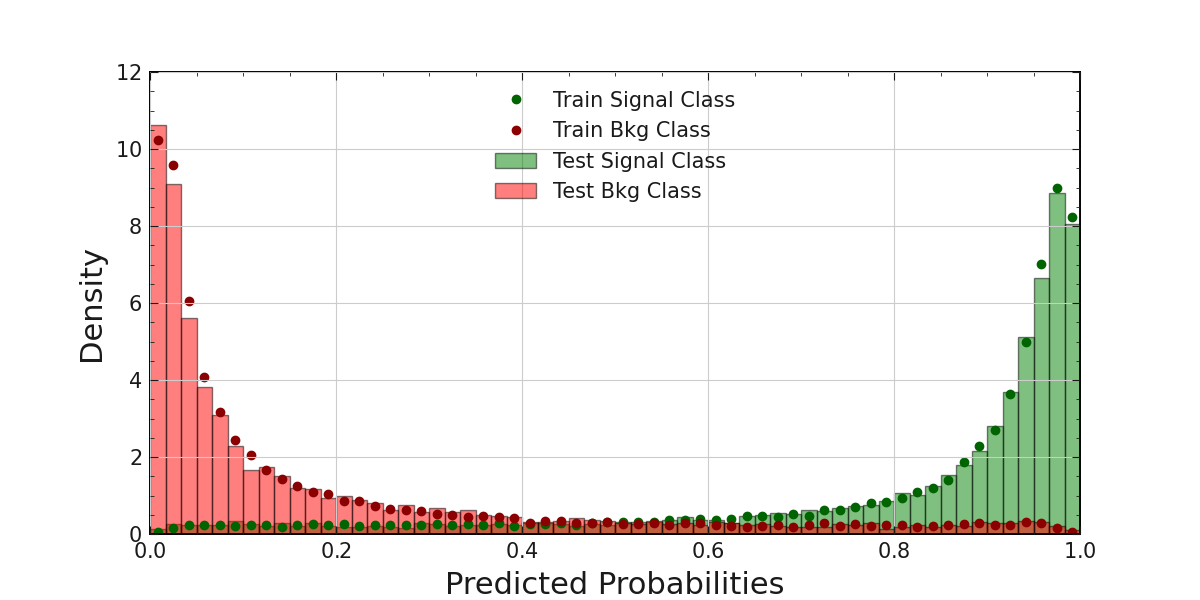 12
10
8
6
4
2
0
Density
Train Signal Class
Train Bkg Class
Test Signal Class
Test Bkg Class
0.0 0.2 0.4 0.6 0.8 1.0
Predicted Probabilities